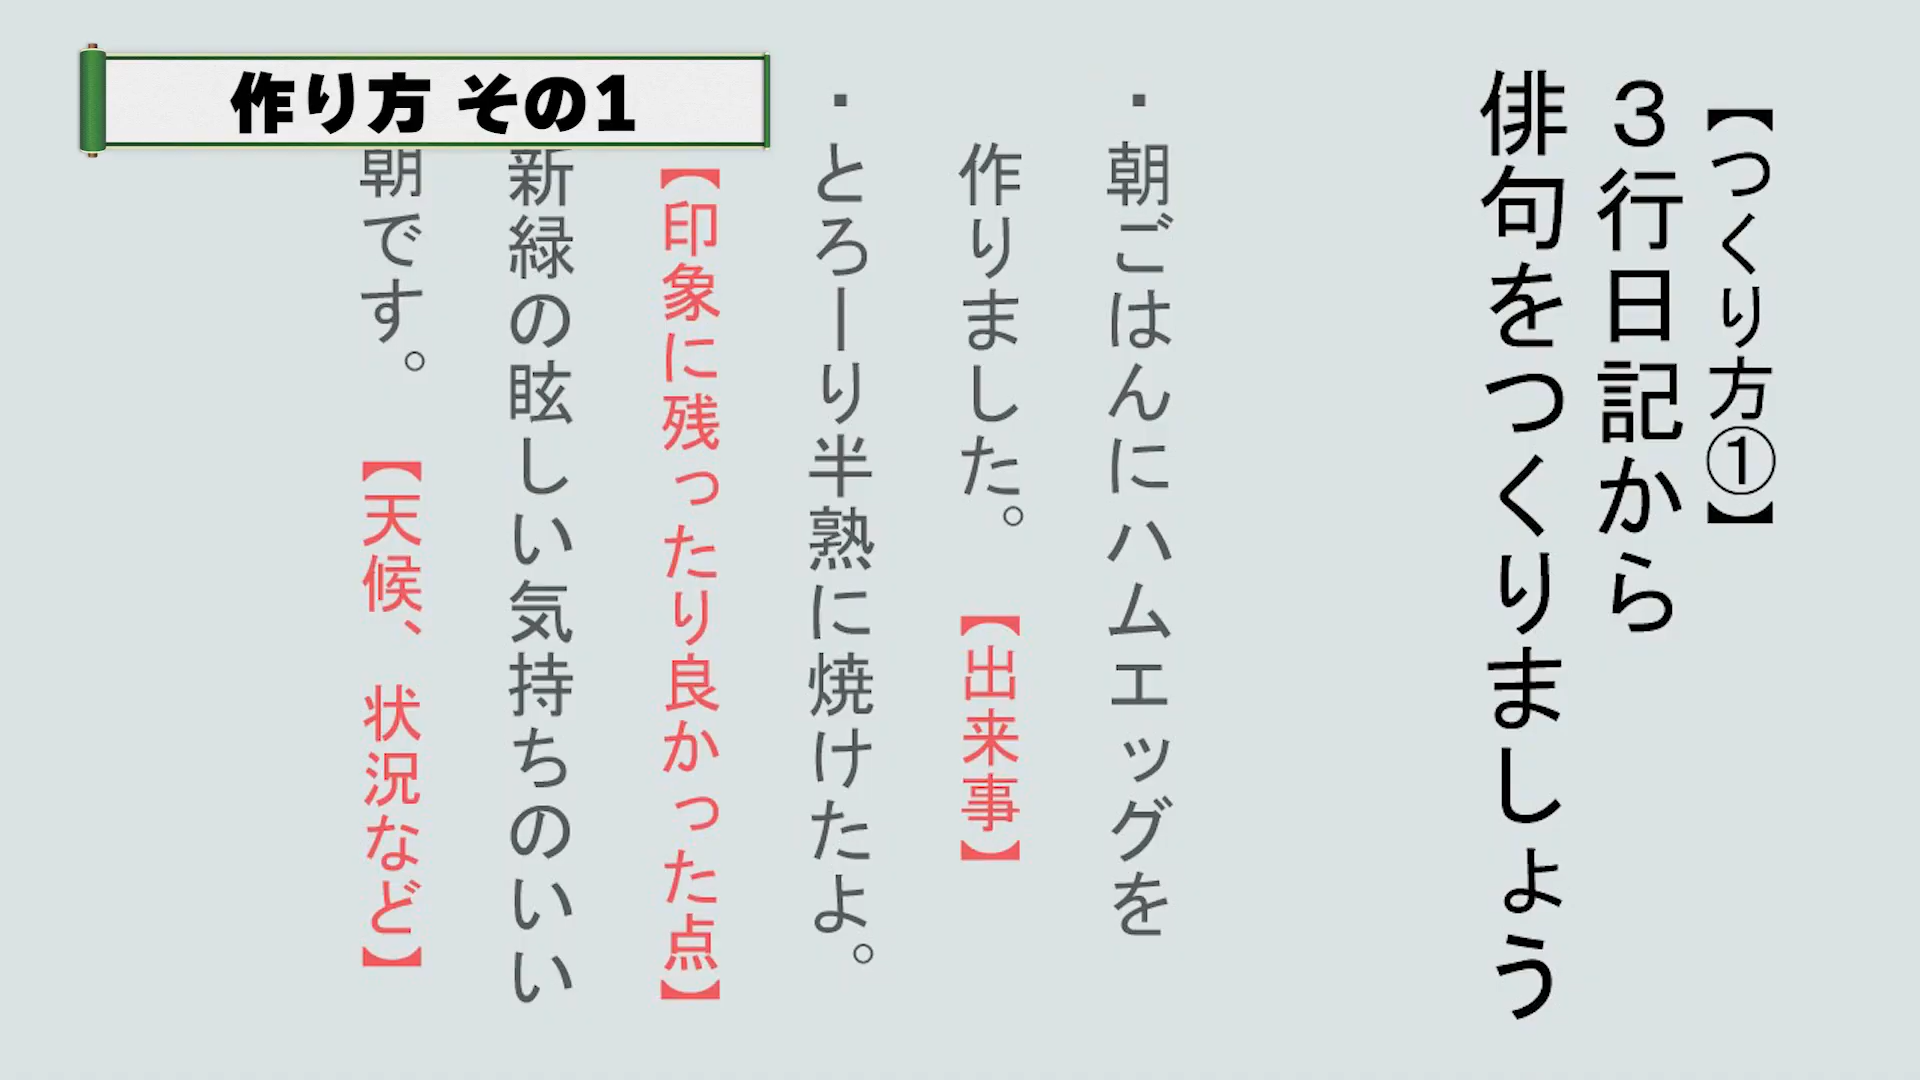 作り方 その1
【つくり方①】
3行日記から
俳句をつくりましょう
・朝ごはんにハムエッグを
作りました。【出来事】
・とろーり半熟に焼けたよ。
【印象に残ったり良かった点】
新緑の眩しい気持ちのいい
朝です。【天候、状況など】